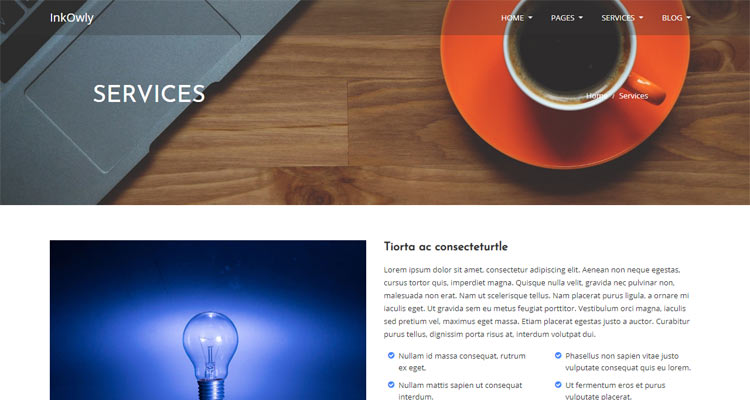 InkOwly
HOME PAGES SERVICES BLOG
SERVICES
Home / Services
Tiorta ac consecteturtle
Lorem ipsum dolor sit amet, consectetur adipiscing elit. Aenean non neque egestas,
cursus tortor quis, imperdiet magna. Quisque nulla velit, gravida nec pulvinar non,
malesuada non erat. Nam ut scelerisque tellus. Nam placerat purus ligula, a ornare mi
iaculis eget. Ut gravida sem eu metus feugiat porttitor. Vestibulum orci magna, iaculis
sed pretium vel, maximus eget massa. Etiam placerat egestas justo a auctor. Curabitur
purus tellus, dignissim porta risus at, interdum volutpat dui.
Nullam id massa consequat, rutrum
ex eget.
Nullam mattis sapien ut consequat
interdum.
Phasellus non sapien vitae justo
vulputate consequat quis eu lorem.
Ut fermentum eros et purus
vulputate placerat.